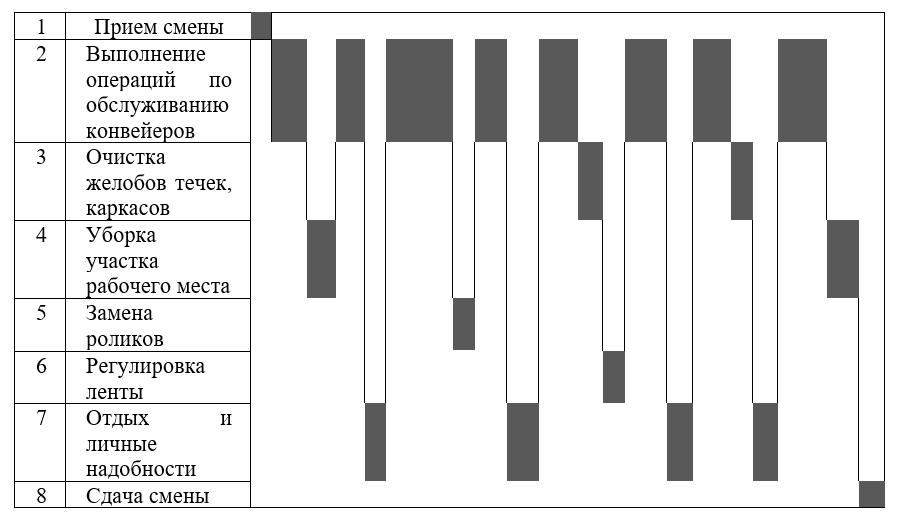 1 Прием смены
2 Выполнение
операций по
обслуживанию
конвейеров
3 Очистка
желобов течек,
каркасов
4 Уборка
участка
рабочего места
5 Замена
роликов
6 Регулировка
ленты
7 Отдых и
личные
надобности
8 Сдача смены